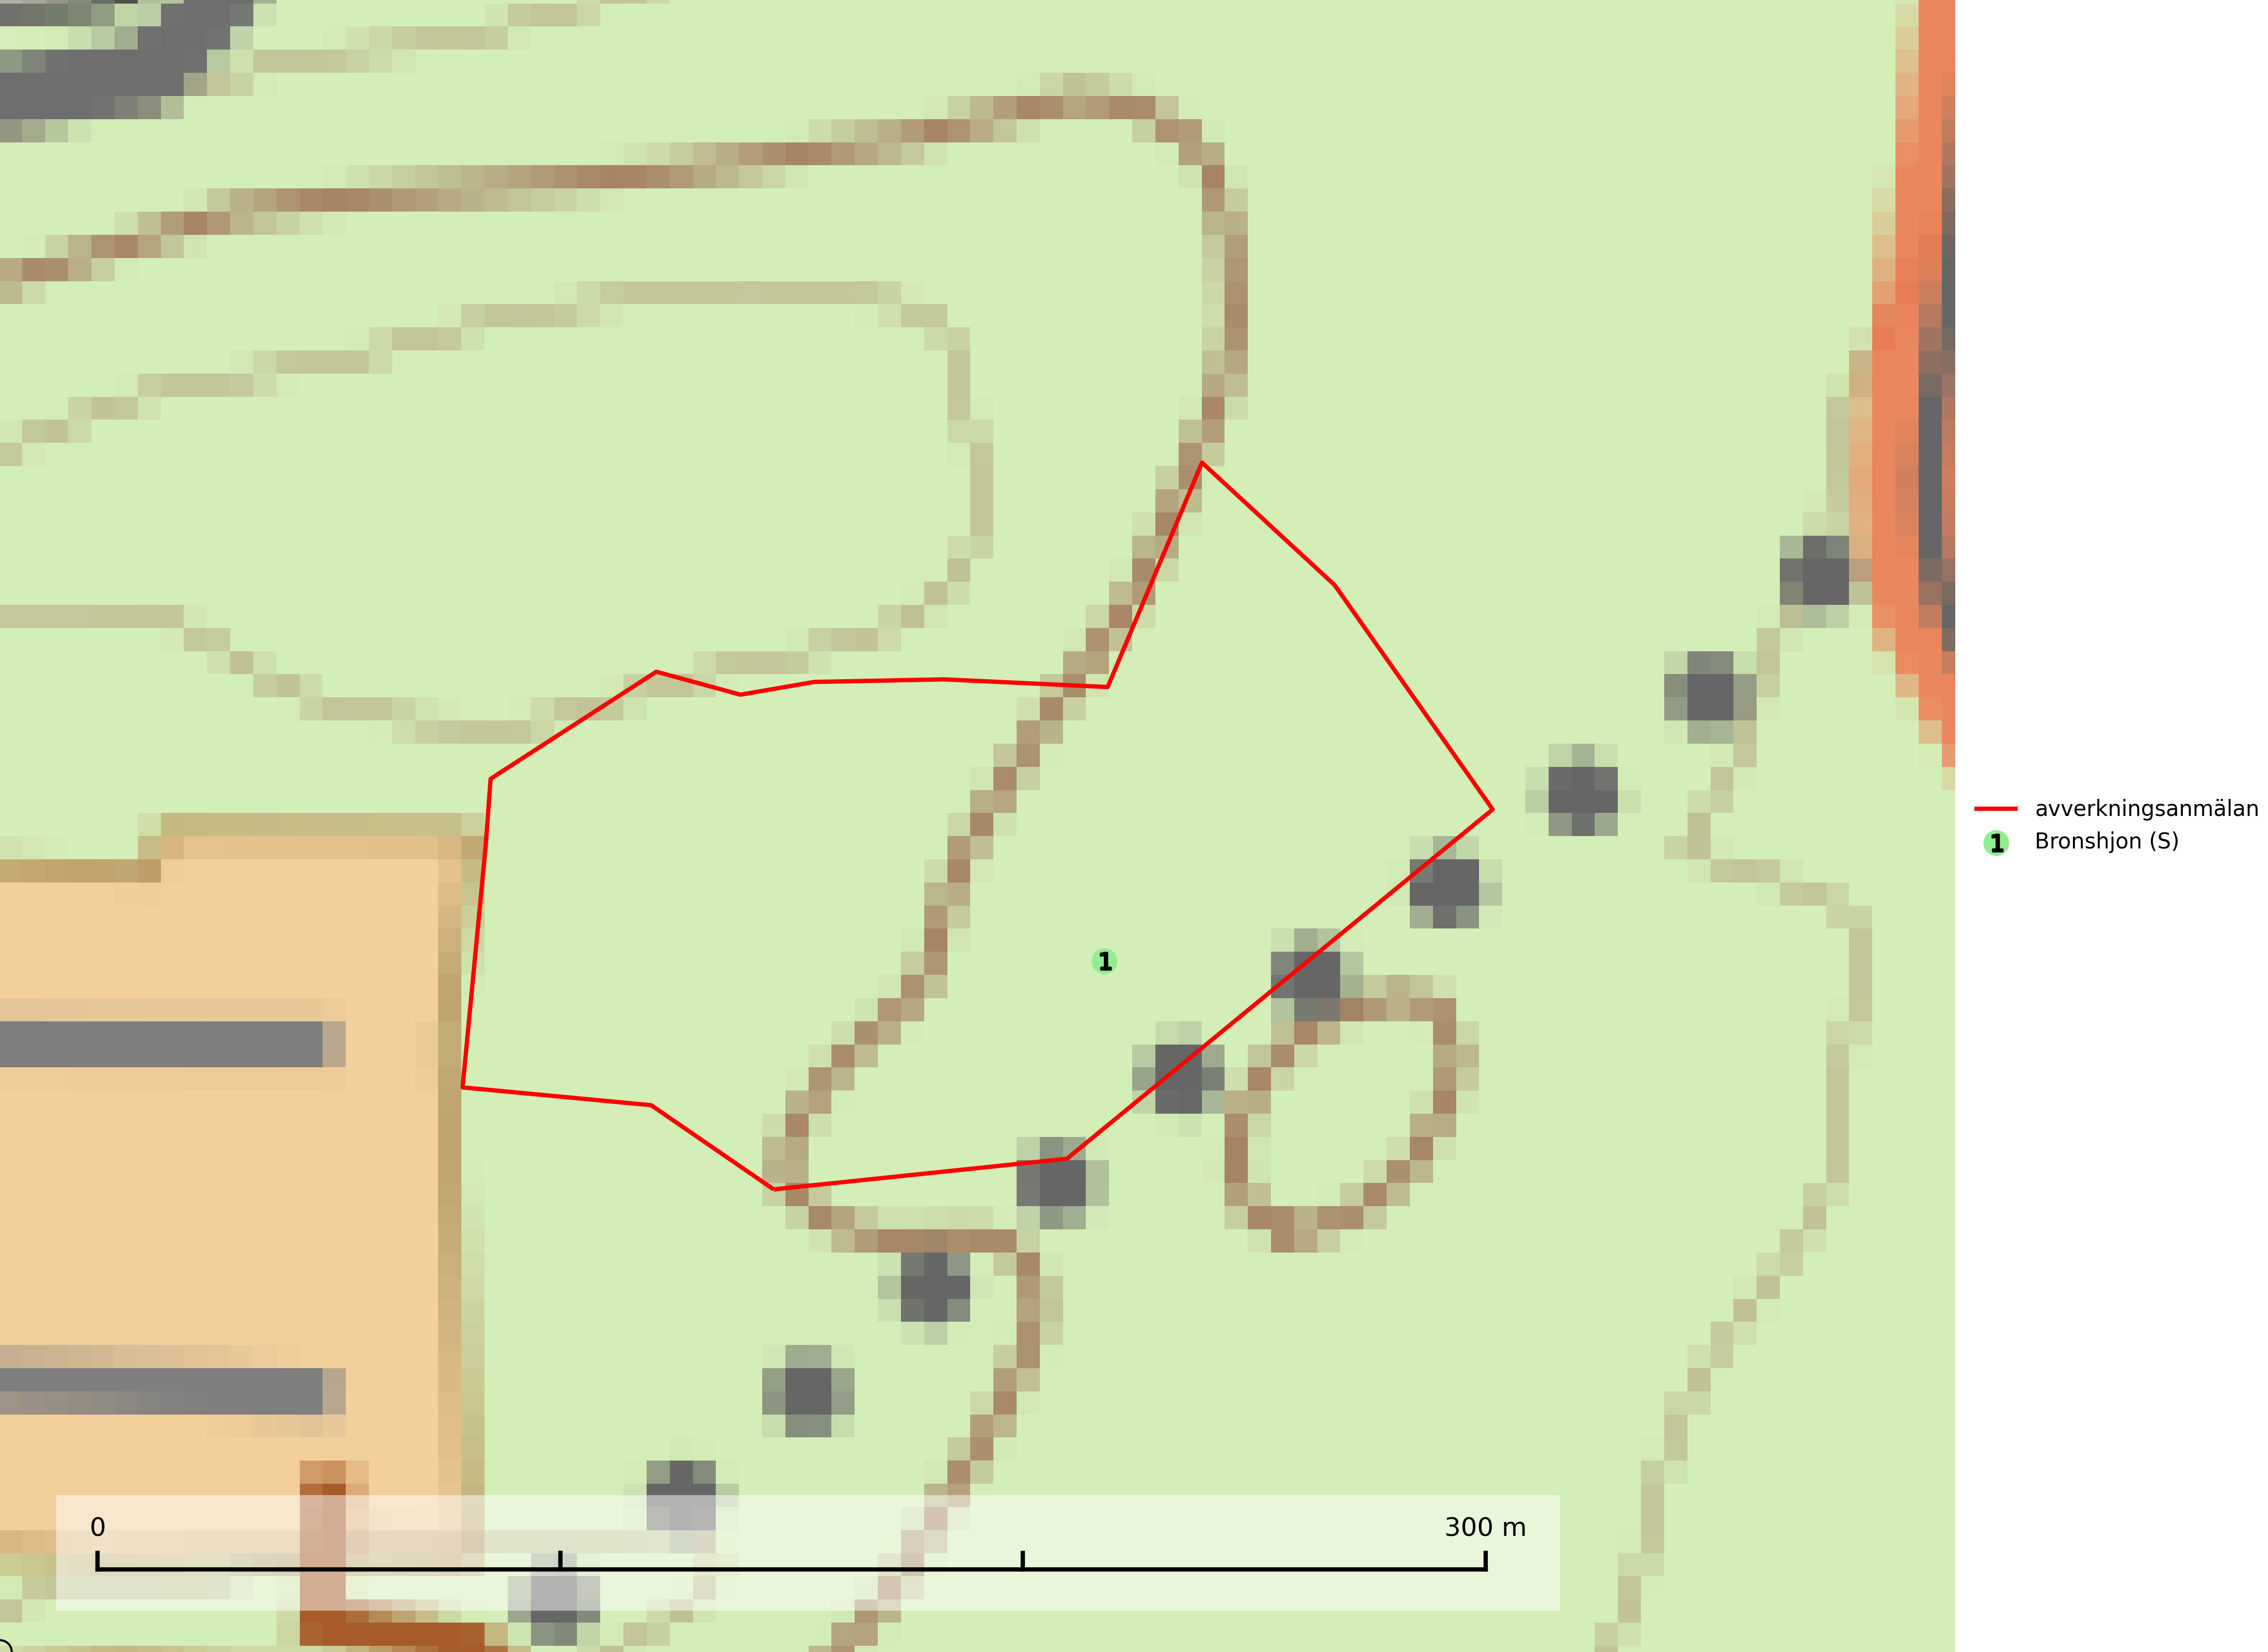 1
0
300 m
avverkningsanmälan
1 Bronshjon (S)